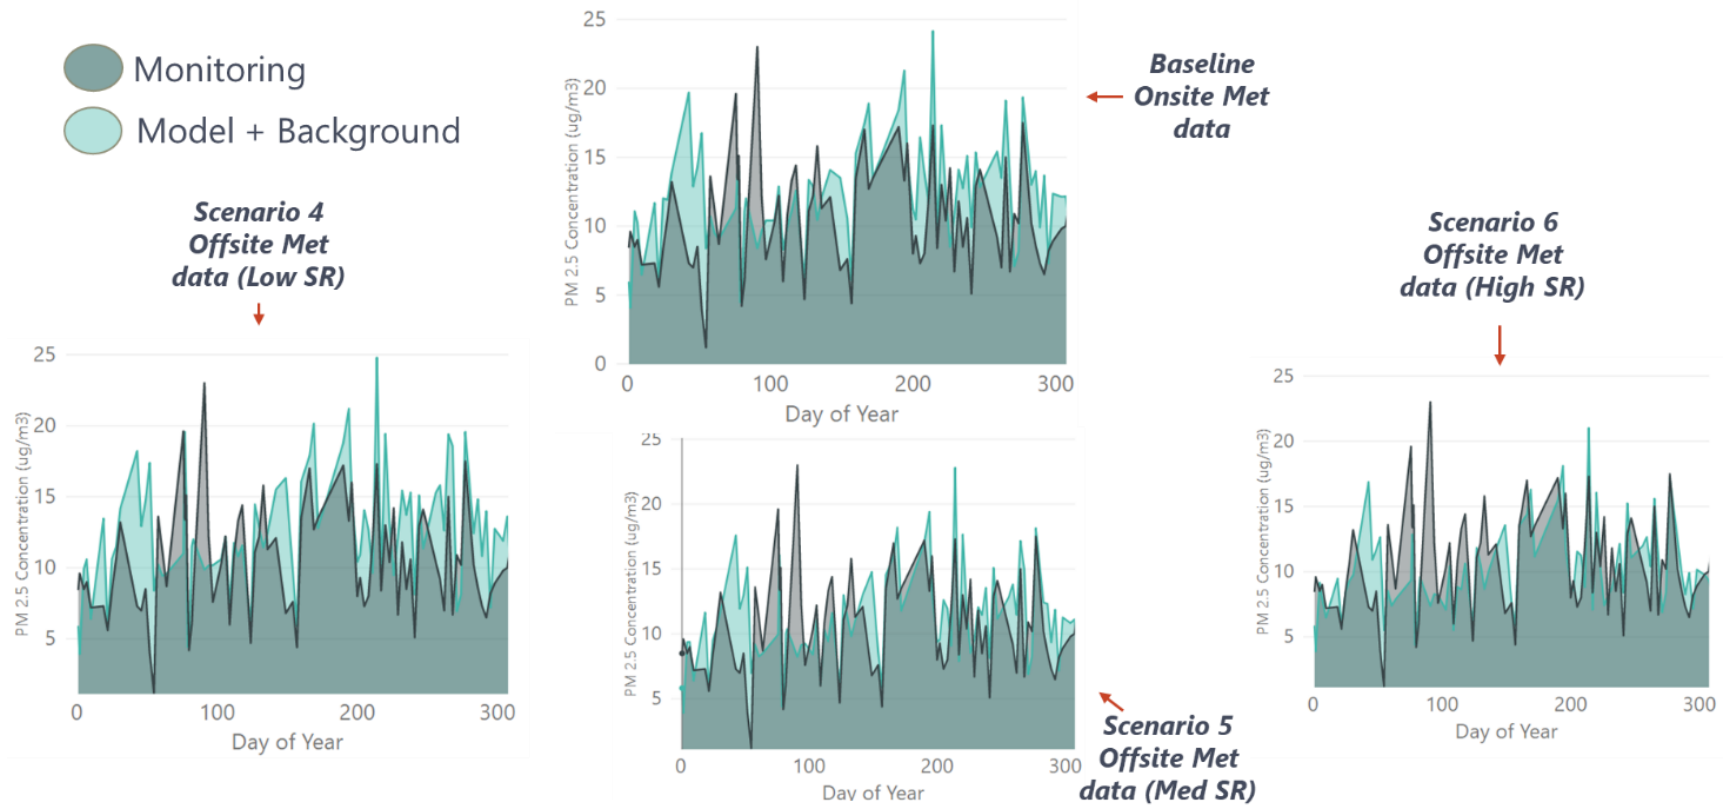 Monitoring
Model + Background
Baseline
Onsite Met
data
25
20
15
10
5
0
PM 2.5 Concentration (ug/m3)
0 100 200 300
Day of Year
Scenario 4
Offsite Met
data (Low SR)
25
20
15
10
5
PM 2.5 Concentration (ug/m3)
0 100 200 300
Day of Year
25
20
15
10
5
PM 2.5 Concentration (ug/m3)
0 100 200 300
Day of Year
Scenario 5
Offsite Met
data (Med SR)
Scenario 6
Offsite Met
data (High SR)
25
20
15
10
5
PM 2.5 Concentration (ug/m3)
0 100 200 300
Day of Year